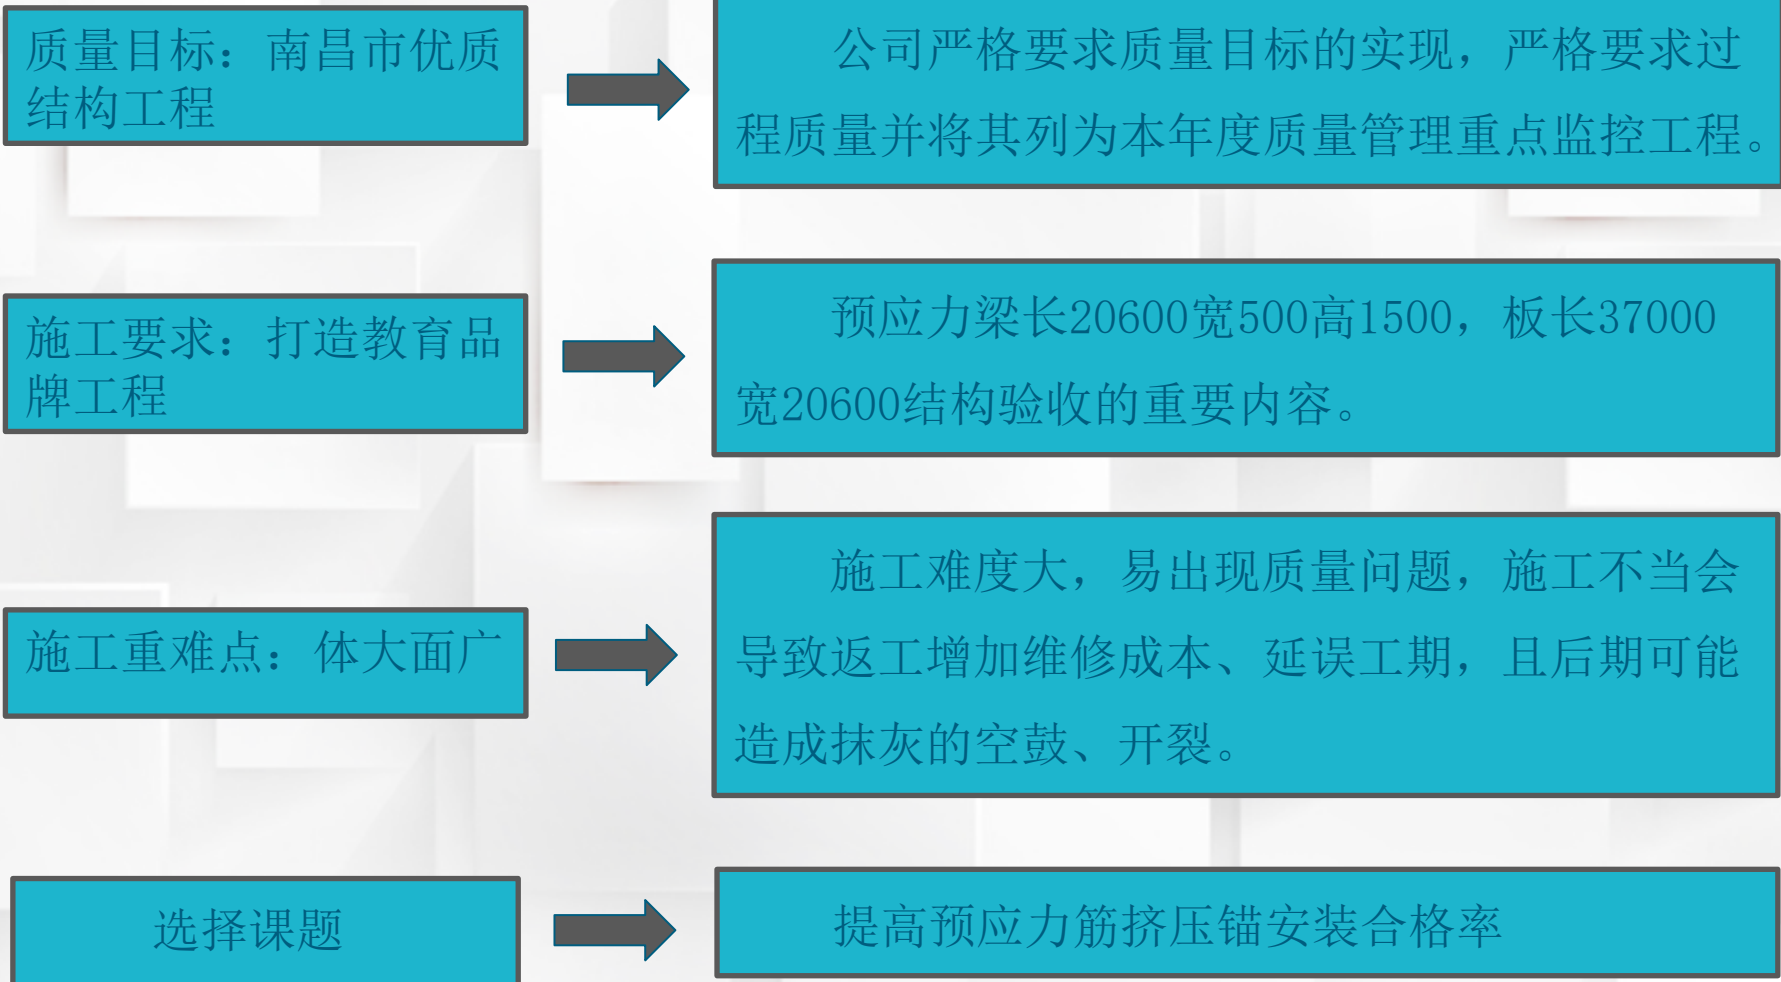 质量目标：南昌市优质
结构工程
公司严格要求质量目标的实现，严格要求过
程质量并将其列为本年度质量管理重点监控工程。
施工要求：打造教育品
牌工程
预应力梁长20600宽500高1500，板长37000
宽20600结构验收的重要内容。
施工重难点：体大面广
施工难度大，易出现质量问题，施工不当会
导致返工增加维修成本、延误工期，且后期可能
造成抹灰的空鼓、开裂。
选择课题
提高预应力筋挤压锚安装合格率